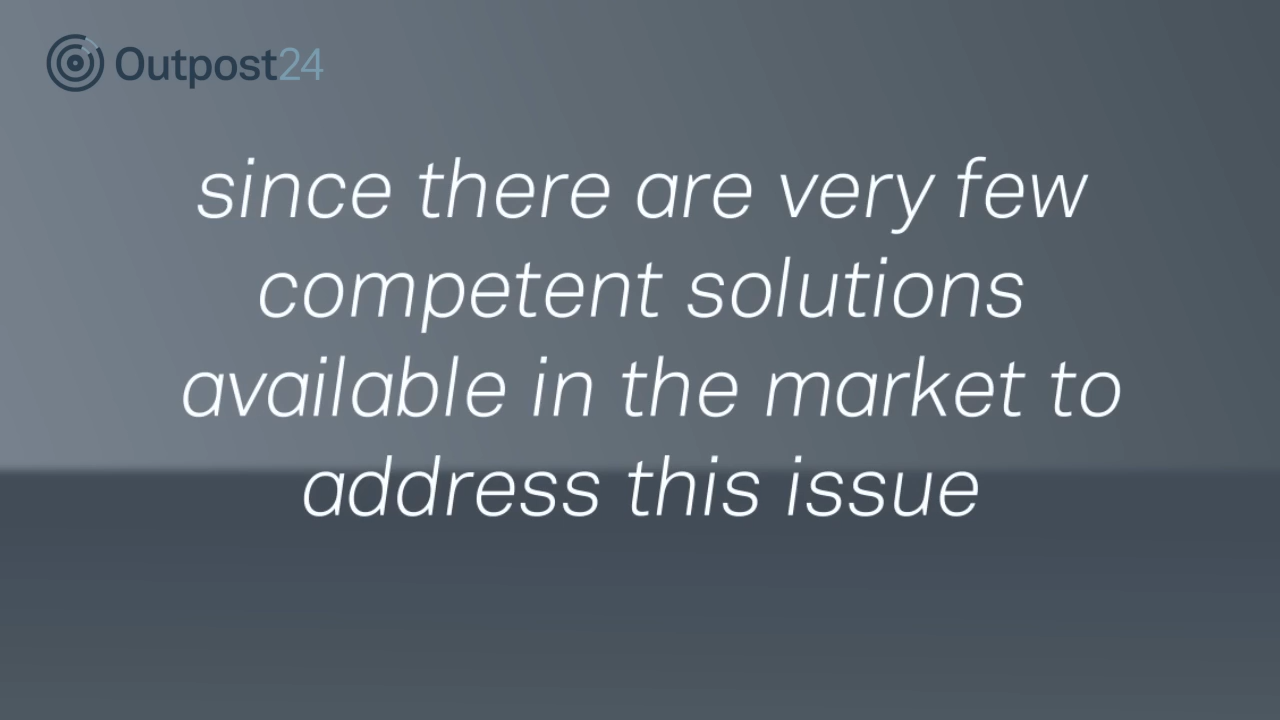 Outpost24
since there are very few
competent solutions
available in the market to
address this issue